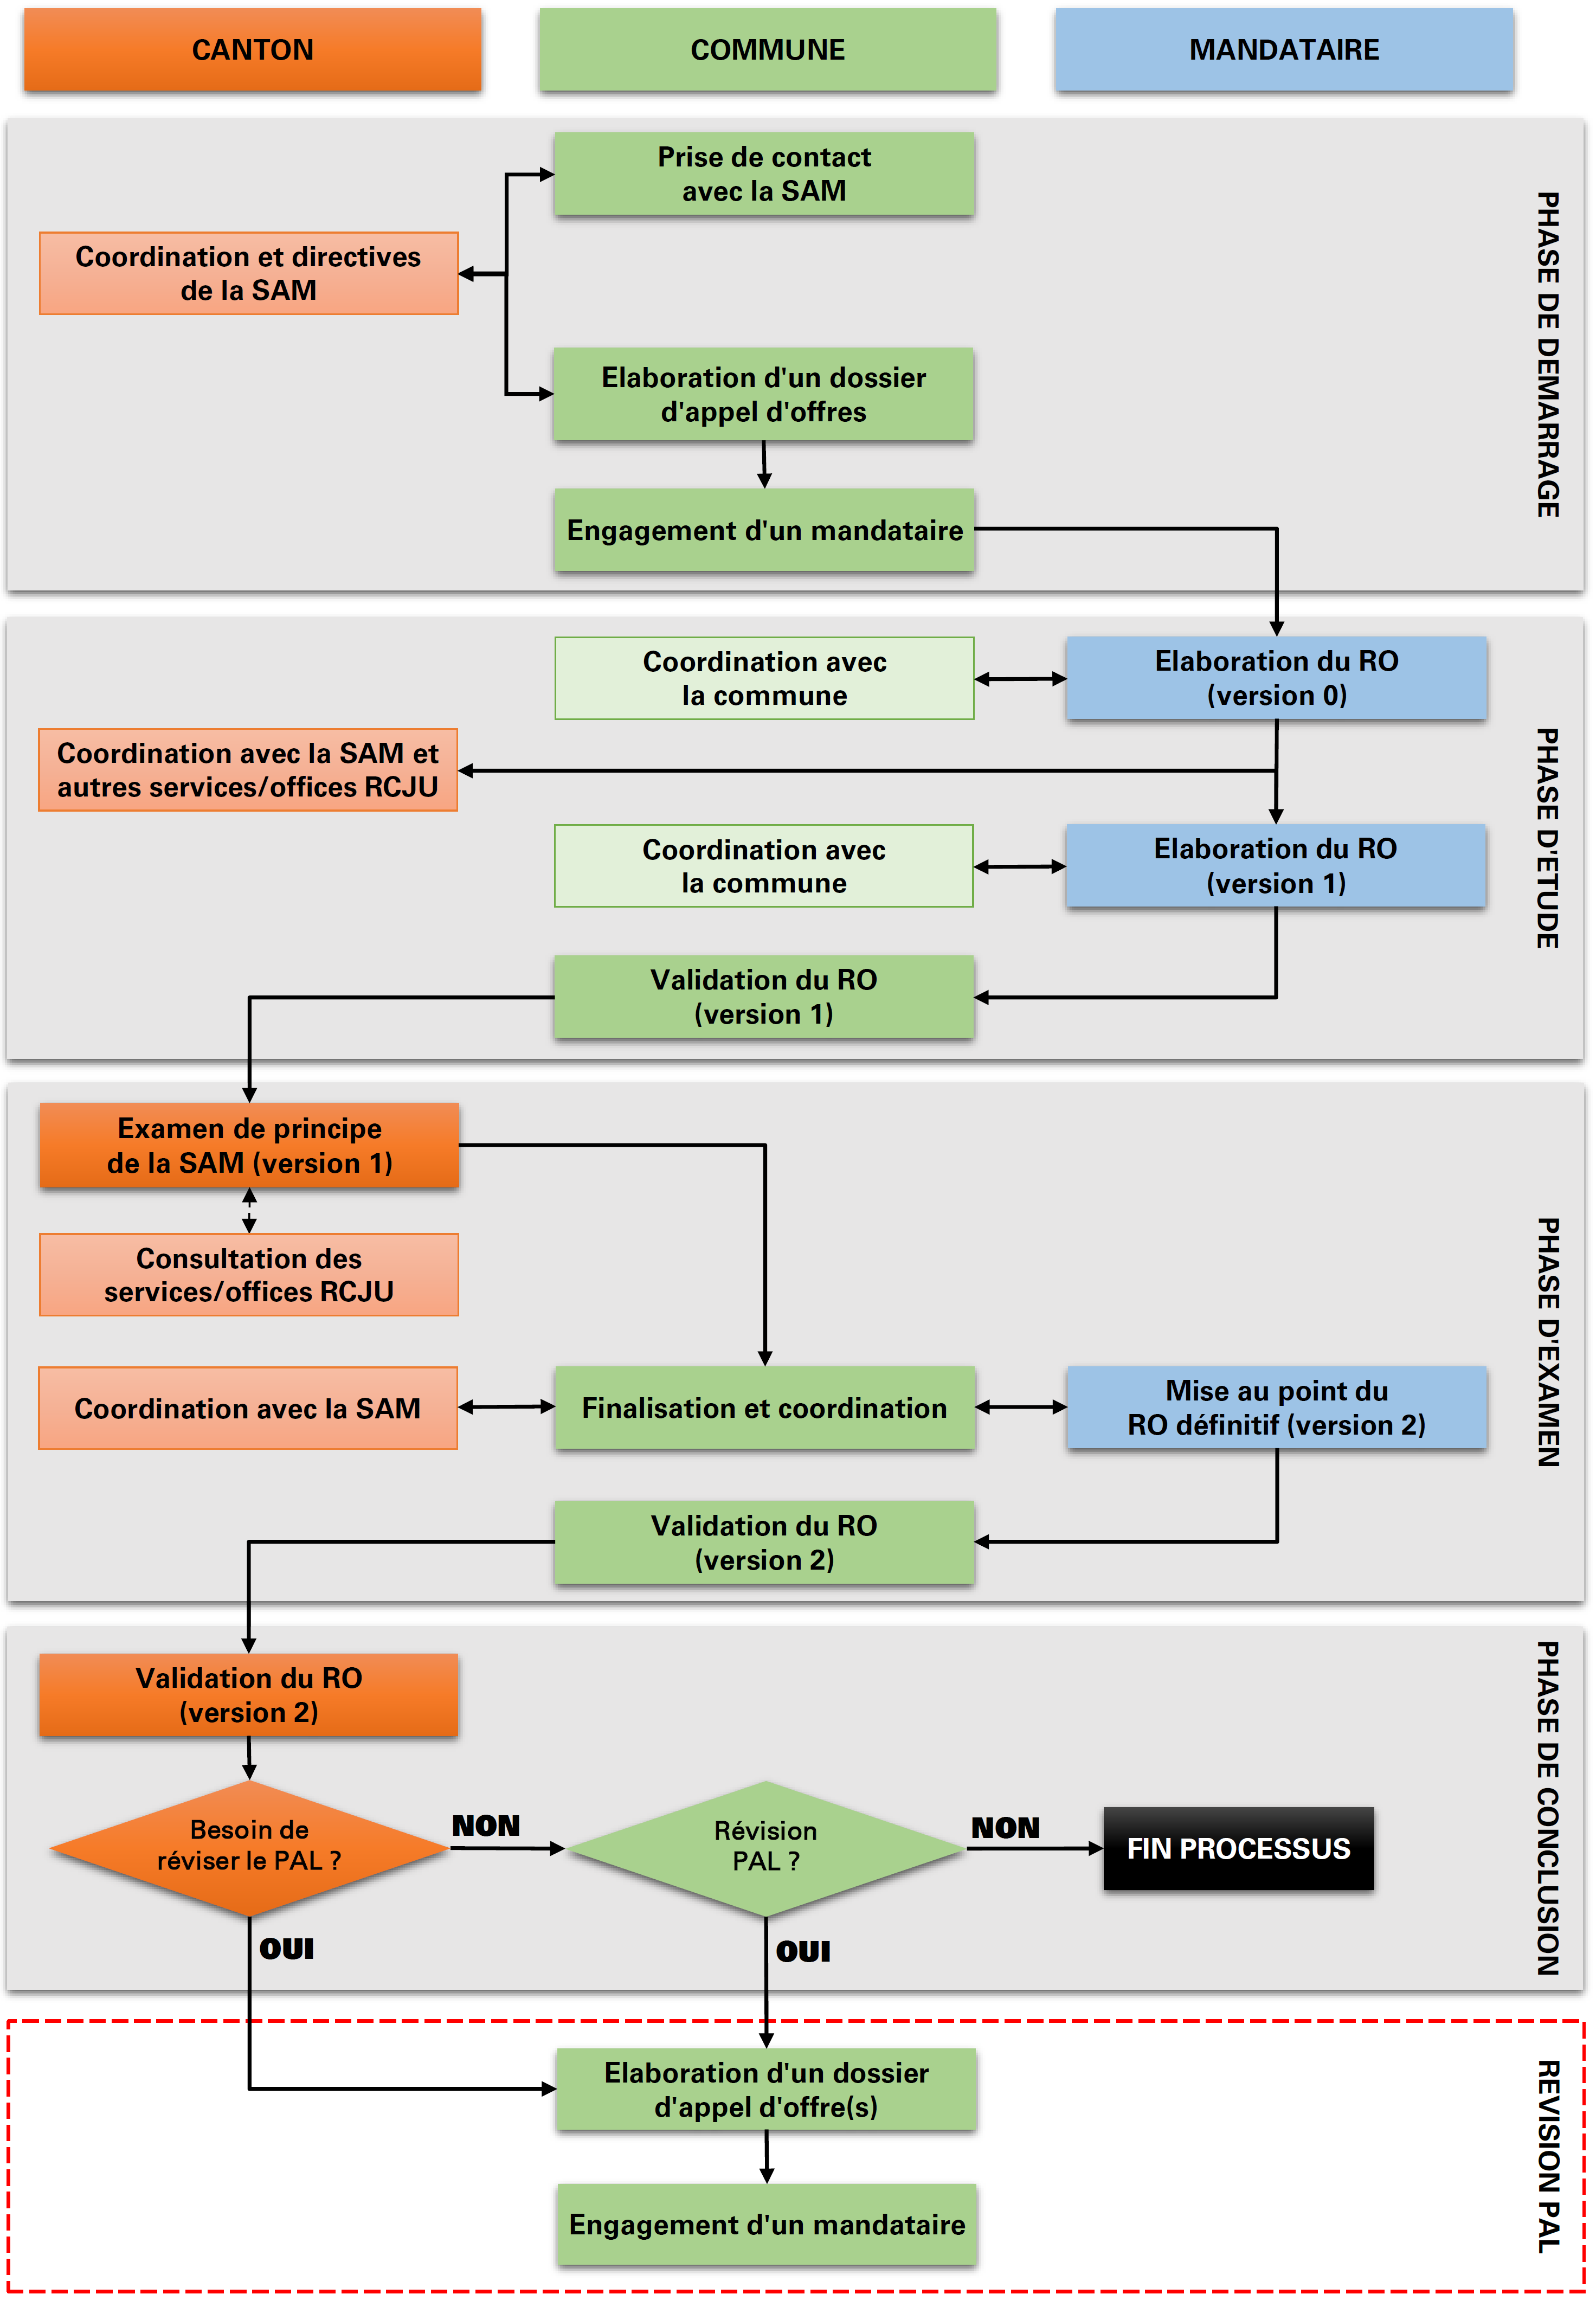 CANTON
COMMUNE
MANDATAIRE
PHASE DE DEMARRAGE
Prise de contact
avec la SAM
Coordination et directives
de la SAM
Elaboration d'un dossier
d'appel d'offres
Engagement d'un mandataire
PHASE D'ETUDE
Coordination avec
la commune
Elaboration du RO
(version 0)
Coordination avec la SAM et
autres services/offices RCJU
Coordination avec
la commune
Elaboration du RO
(version 1)
Validation du RO
(version 1)
PHASE D'EXAMEN
Examen de principe
de la SAM (version 1)
Consultation des
services/offices RCJU
Coordination avec la SAM
Finalisation et coordination
Mise au point du
RO définitif (version 2)
Validation du RO
(version 2)
PHASE DE CONCLUSION
Validation du RO
(version 2)
Besoin de
réviser le PAL ?
NON
Révision
PAL ?
NON
FIN PROCESSUS
OUI
OUI
REVISION PAL
Elaboration d'un dossier
d'appel d'offre(s)
Engagement d'un mandataire